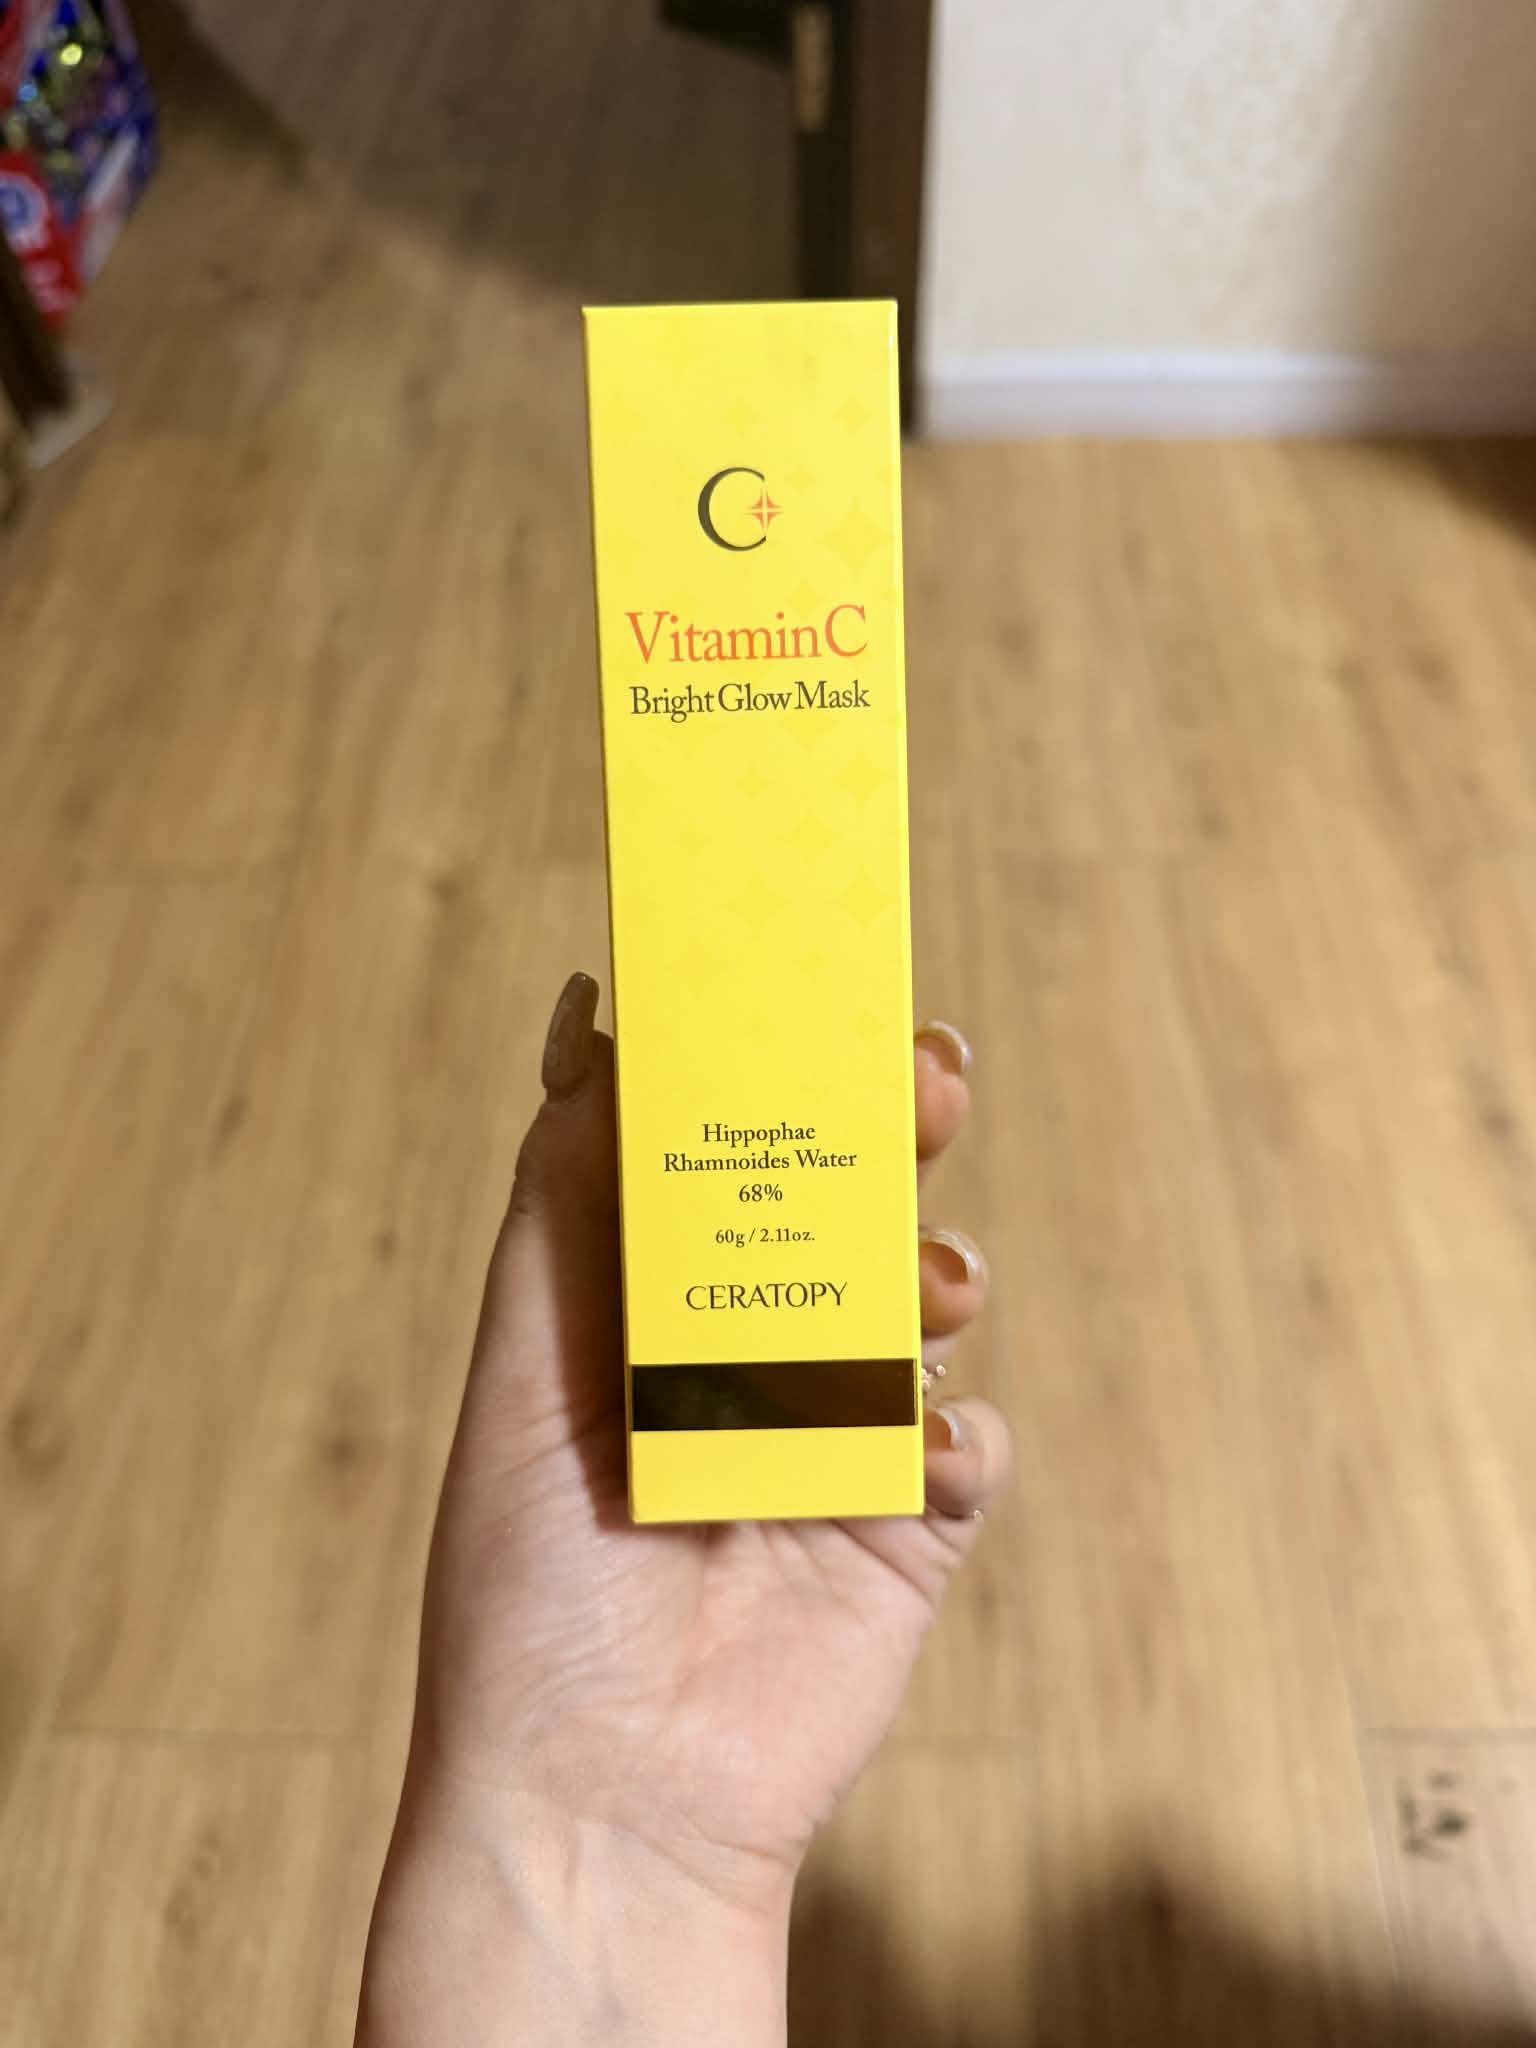 C
Vitamin C
Bright Glow Mask
Hippophae
Rhamnoides Water
68%
60g / 2.11oz.
CERATOPY